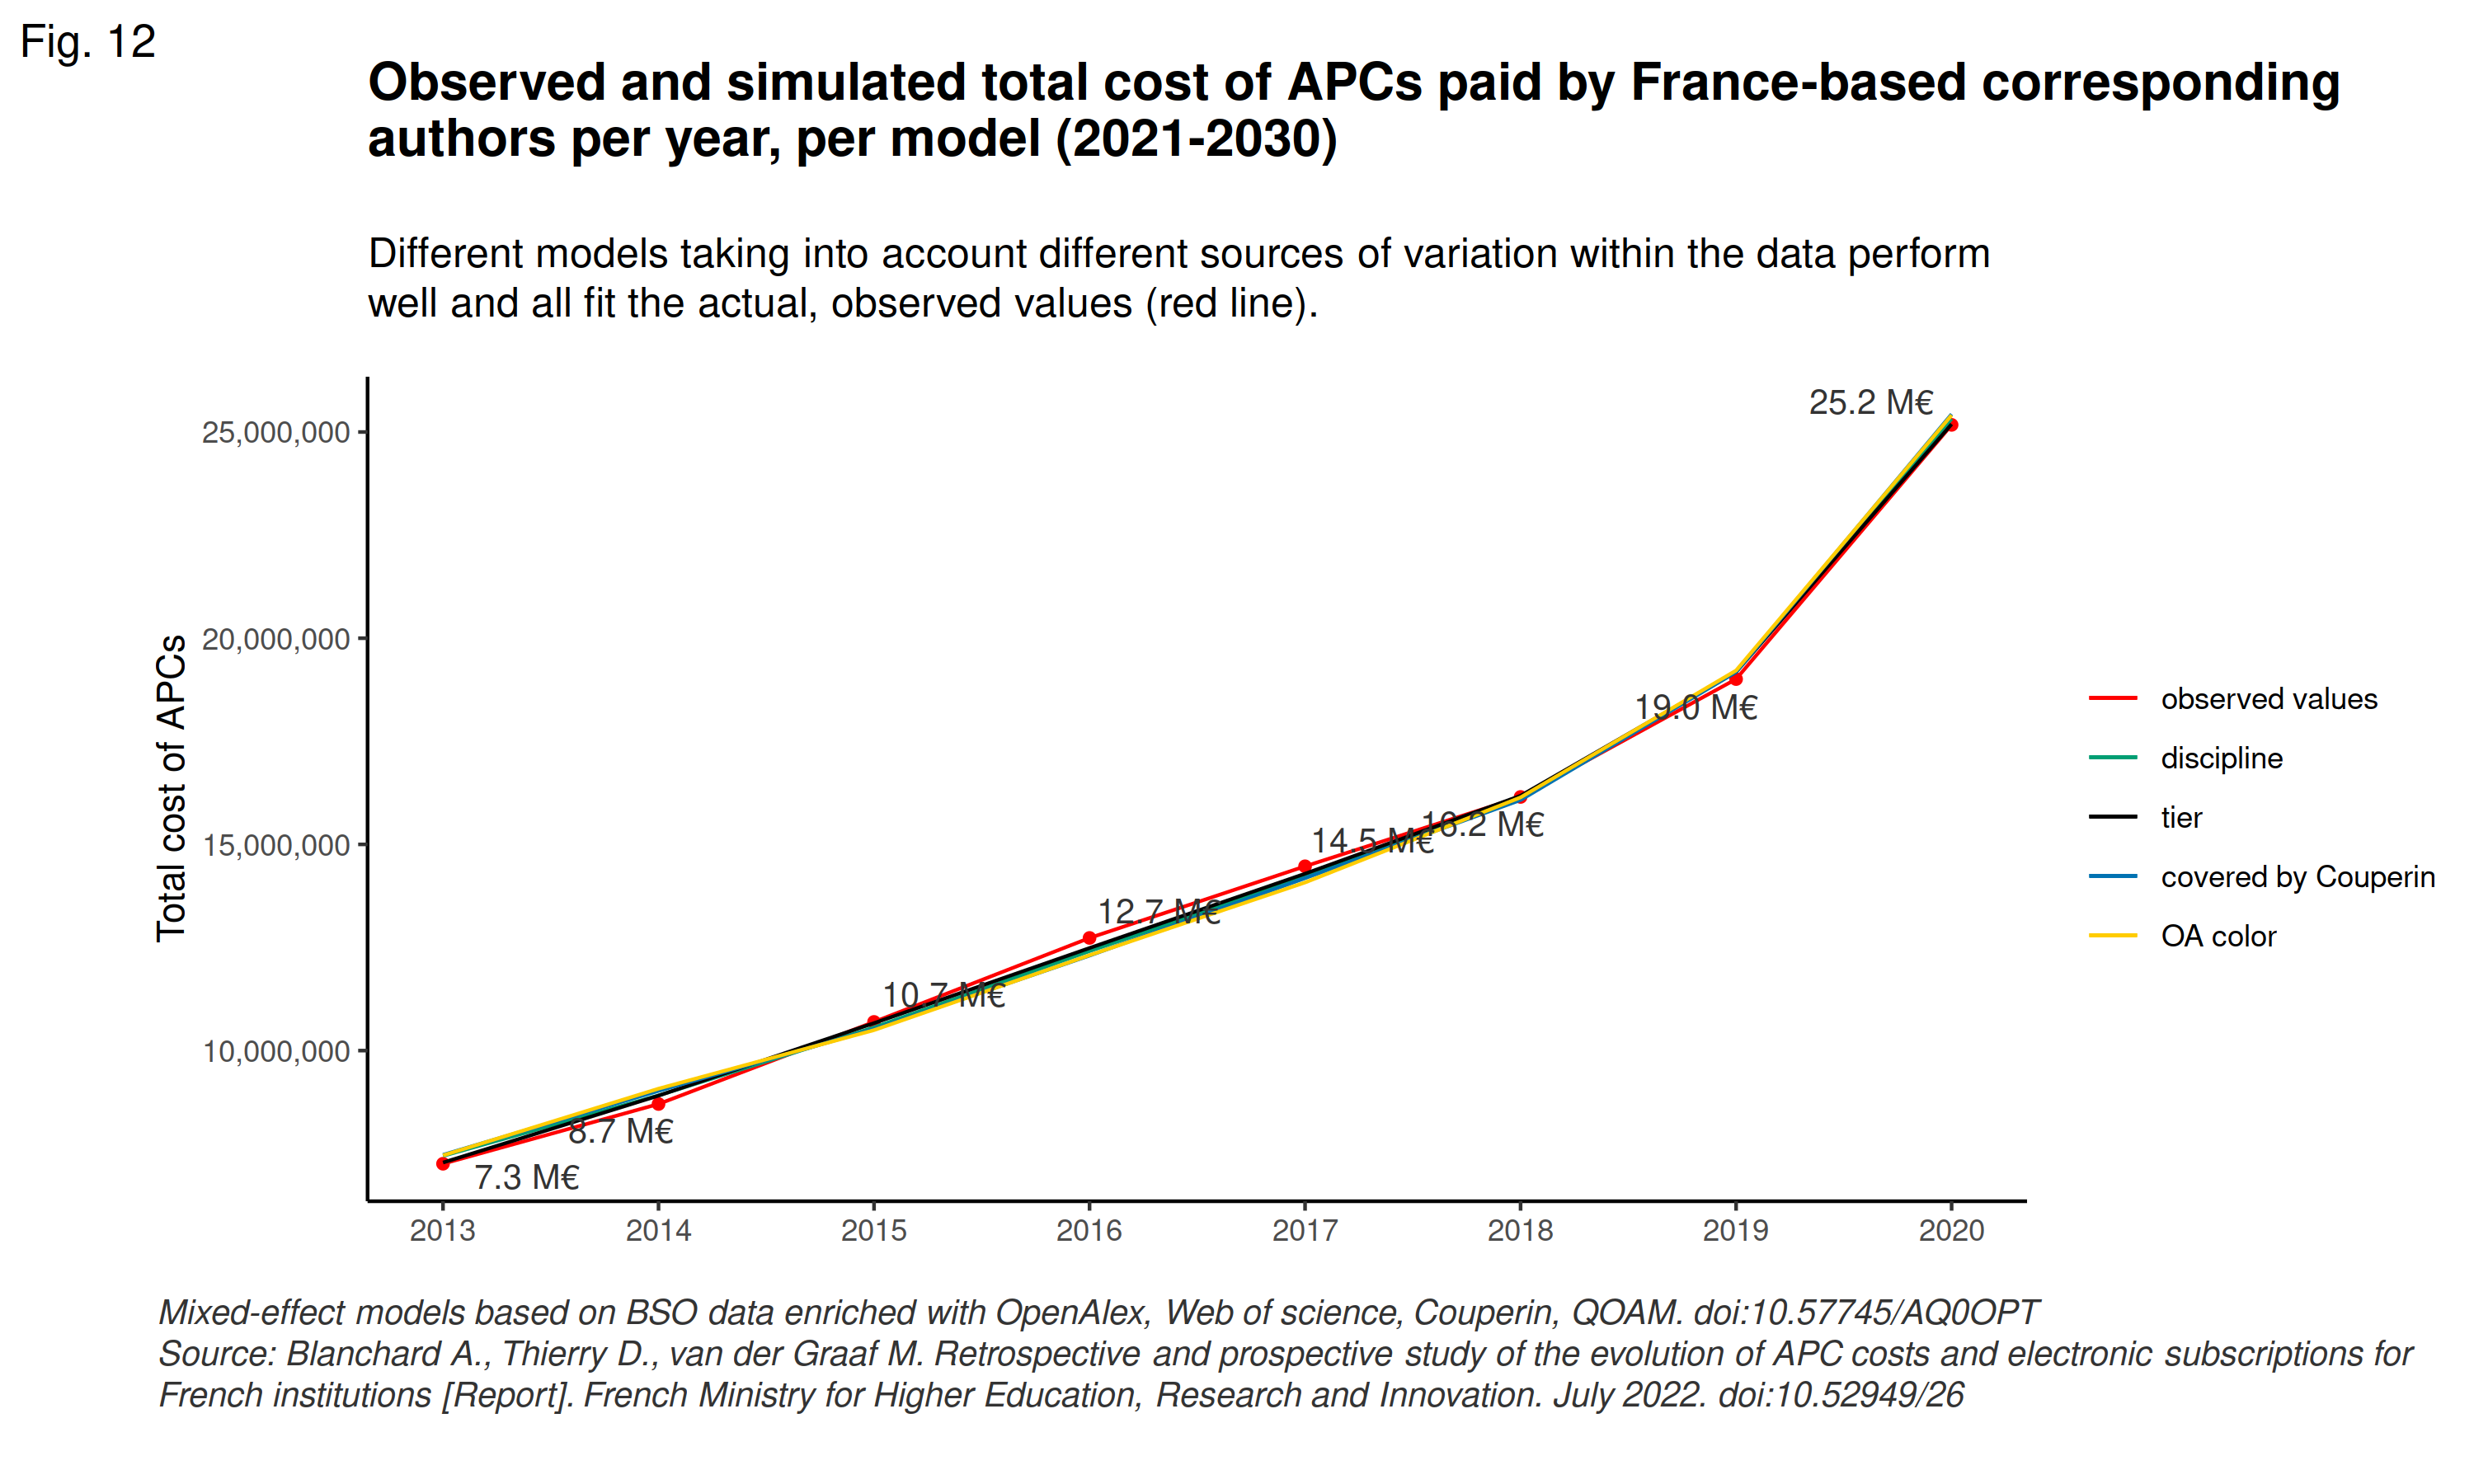 Fig. 12
Observed and simulated total cost of APCs paid by France-based corresponding
authors per year, per model (2021-2030)
Different models taking into account different sources of variation within the data perform
well and all fit the actual, observed values (red line).
Total cost of APCs
25,000,000
20,000,000
15,000,000
10,000,000
7.3 M€
8.7 M€
10.7 M€
12.7 M€
14.5 M€
16.2 M€
19.0 M€
25.2 M€
2013
2014
2015
2016
2017
2018
2019
2020
observed values
discipline
tier
covered by Couperin
OA color
Mixed-effect models based on BSO data enriched with OpenAlex, Web of science, Couperin, QOAM. doi:10.57745/AQ0OPT
Source: Blanchard A., Thierry D., van der Graaf M. Retrospective and prospective study of the evolution of APC costs and electronic subscriptions for
French institutions [Report]. French Ministry for Higher Education, Research and Innovation. July 2022. doi:10.52949/26